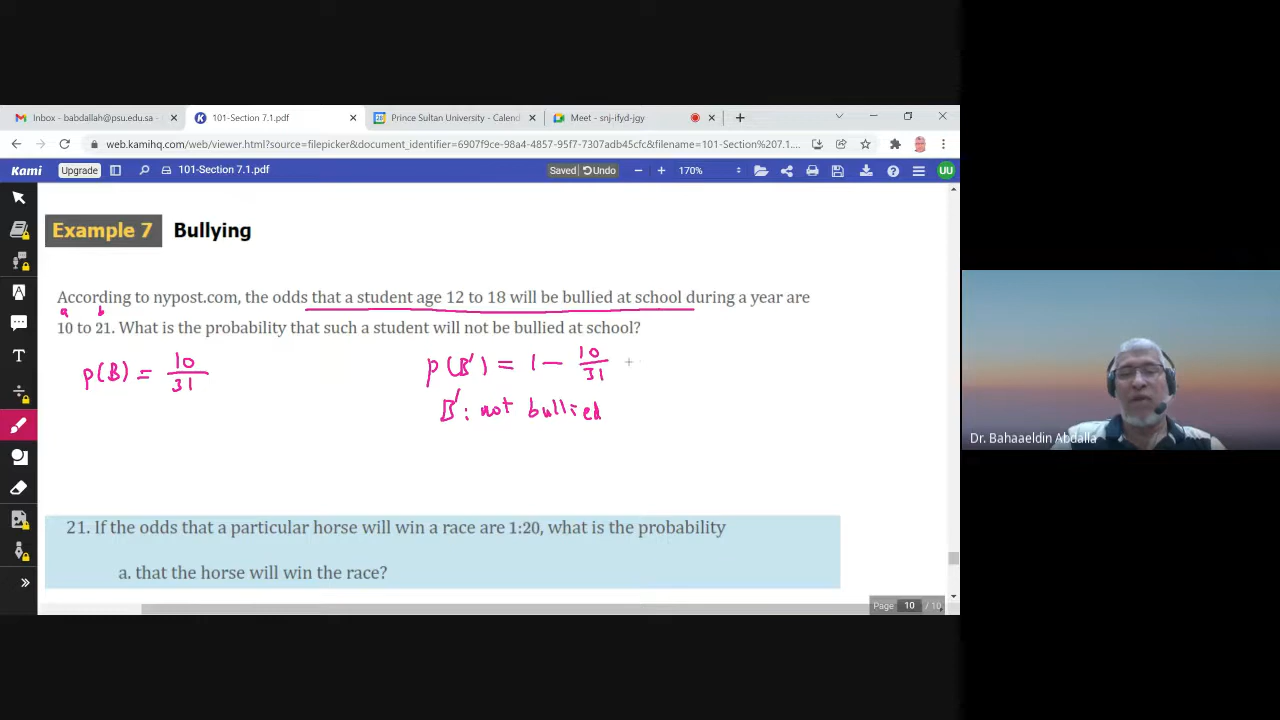 Inbox - babdallah@psu.edu.sa -
101-Section 7.1.pdf
Prince Sultan University - Calend
Meet - snj-ifyd-jgy
web.kamihq.com/web/viewer.html?source=filepicker&document_identifier=6907f9ce-98a4-4857-95f7-7307adb45cfc&filename=101-Section%207.1....
Kami Upgrade 101-Section 7.1.pdf Saved Undo 170% UU
Example 7 Bullying
According to nypost.com, the odds that a student age 12 to 18 will be bullied at school during a year are
a b
10 to 21. What is the probability that such a student will not be bullied at school?
P(B) = 10/31
P(B') = 1 - 10/31
B': not bullied
21. If the odds that a particular horse will win a race are 1:20, what is the probability
a. that the horse will win the race?
Page 10 / 10
Dr. Bahaaeldin Abdalla